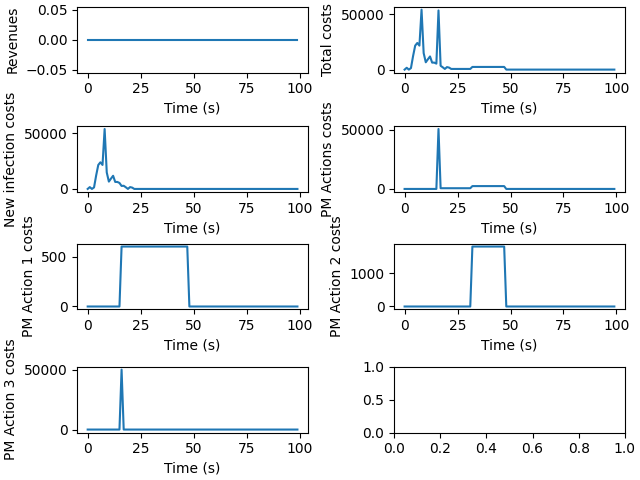 Revenues
0.05
0.00
−0.05
0 25 50 75 100
Time (s)
Total costs
50000
0
0 25 50 75 100
Time (s)
New infection costs
50000
0
0 25 50 75 100
Time (s)
PM Actions costs
50000
0
0 25 50 75 100
Time (s)
PM Action 1 costs
500
0
0 25 50 75 100
Time (s)
PM Action 2 costs
1000
0
0 25 50 75 100
Time (s)
PM Action 3 costs
50000
0
0 25 50 75 100
Time (s)
1.0
0.5
0.0
0.0 0.2 0.4 0.6 0.8 1.0